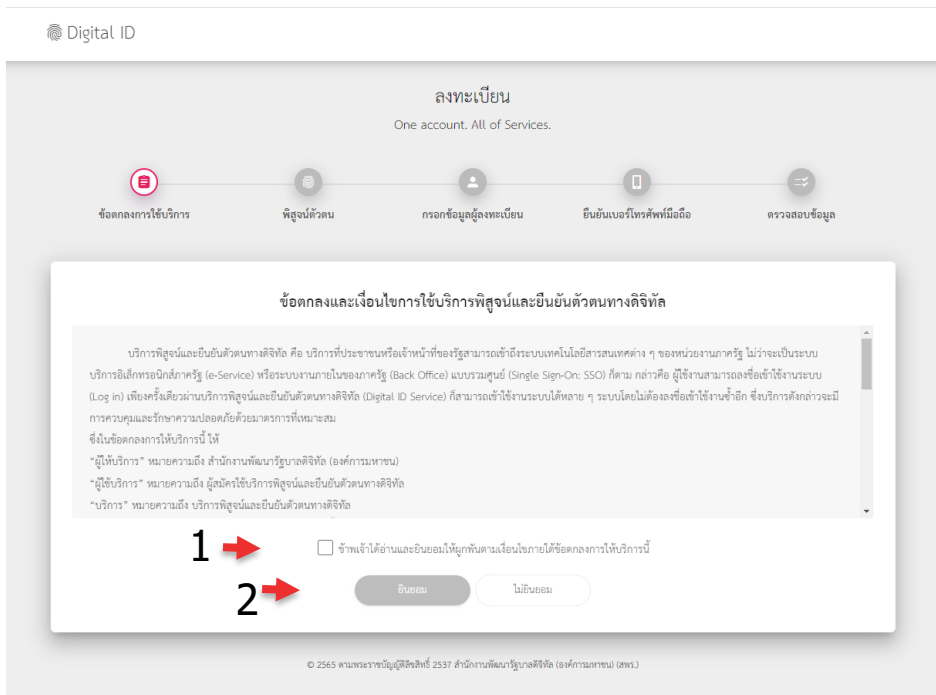 Digital ID
ลงทะเบียน
One account. All of Services.
ข้อตกลงการใช้บริการ
พิสูจน์ตัวตน
กรอกข้อมูลผู้ลงทะเบียน
ยืนยันเบอร์โทรศัพท์มือถือ
ตรวจสอบข้อมูล
ข้อตกลงและเงื่อนไขการใช้บริการพิสูจน์และยืนยันตัวตนทางดิจิทัล
บริการพิสูจน์และยืนยันตัวตนทางดิจิทัล คือ บริการที่ประชาชนหรือเจ้าหน้าที่ของรัฐสามารถเข้าถึงระบบเทคโนโลยีสารสนเทศต่าง ๆ ของหน่วยงานภาครัฐ ไม่ว่าจะเป็นระบบ
บริการอิเล็กทรอนิกส์ภาครัฐ (e-Service) หรือระบบงานภายในของภาครัฐ (Back Office) แบบรวมศูนย์ (Single Sign-On: SSO) ก็ตาม กล่าวคือ ผู้ใช้งานสามารถลงชื่อเข้าใช้งานระบบ
(Log in) เพียงครั้งเดียวผ่านบริการพิสูจน์และยืนยันตัวตนทางดิจิทัล (Digital ID Service) ก็สามารถเข้าใช้งานระบบได้หลาย ๆ ระบบโดยไม่ต้องลงชื่อเข้าใช้งานซ้ำอีก ซึ่งบริการดังกล่าวจะมี
การควบคุมและรักษาความปลอดภัยด้วยมาตรการที่เหมาะสม
ซึ่งในข้อตกลงการให้บริการนี้ ให้
“ผู้ให้บริการ” หมายความถึง สำนักงานพัฒนารัฐบาลดิจิทัล (องค์การมหาชน)
“ผู้ใช้บริการ” หมายความถึง ผู้สมัครใช้บริการพิสูจน์และยืนยันตัวตนทางดิจิทัล
“บริการ” หมายความถึง บริการพิสูจน์และยืนยันตัวตนทางดิจิทัล
1
ข้าพเจ้าได้อ่านและยินยอมให้ผูกพันตามเงื่อนไขภายใต้ข้อตกลงการให้บริการนี้
2
ยินยอม
ไม่ยินยอม
© 2565 ตามพระราชบัญญัติลิขสิทธิ์ 2537 สำนักงานพัฒนารัฐบาลดิจิทัล (องค์การมหาชน) (สพร.)